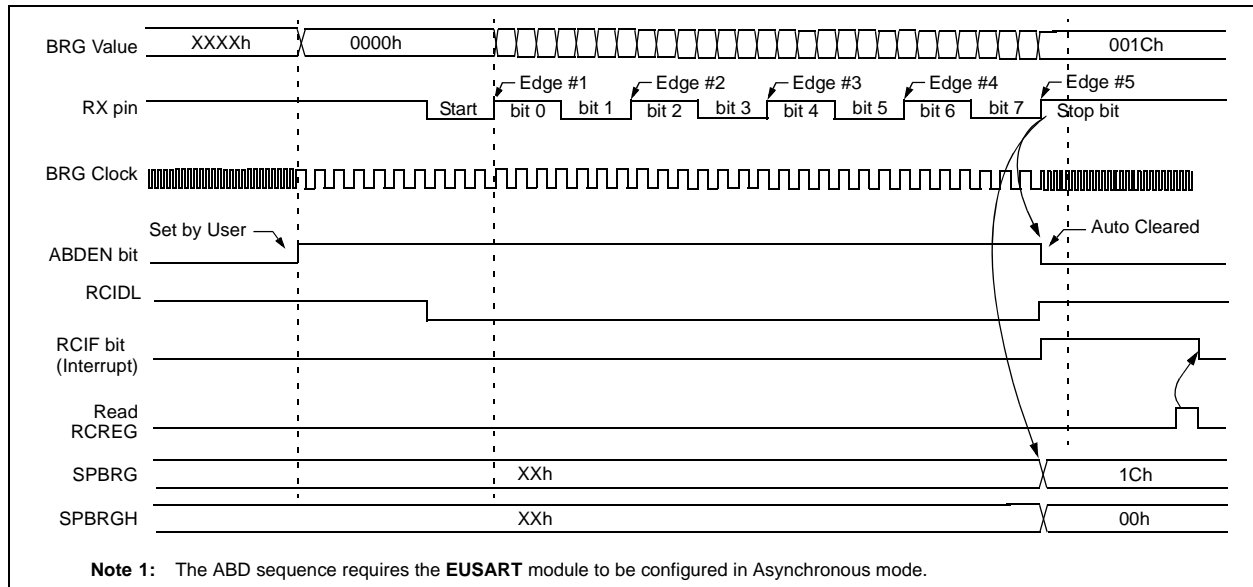 BRG Value XXXXh 0000h 001Ch
Edge #1 Edge #2 Edge #3 Edge #4 Edge #5
RX pin Start bit 0 bit 1 bit 2 bit 3 bit 4 bit 5 bit 6 bit 7 Stop bit
BRG Clock
Set by User Auto Cleared
ABDEN bit
RCIDL
RCIF bit
(Interrupt)
Read
RCREG
SPBRG XXh 1Ch
SPBRGH XXh 00h
Note 1: The ABD sequence requires the EUSART module to be configured in Asynchronous mode.